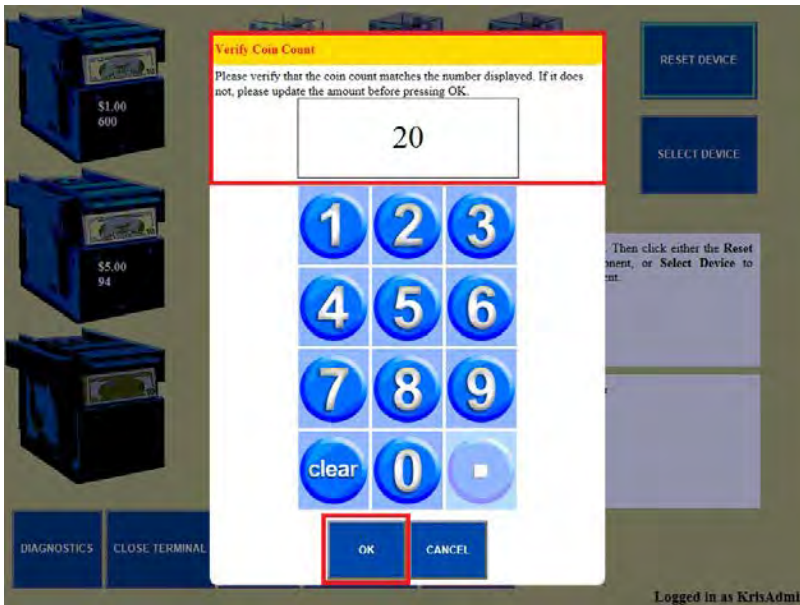 Verify Coin Count
Please verify that the coin count matches the number displayed. If it does
not, please update the amount before pressing OK.
20
1 2 3
4 5 6
7 8 9
clear 0
OK CANCEL
$1.00
600
$5.00
94
RESET DEVICE
SELECT DEVICE
. Then click either the Reset
or Select Device to
DIAGNOSTICS CLOSE TERMINAL
Logged in as KrisAdmi